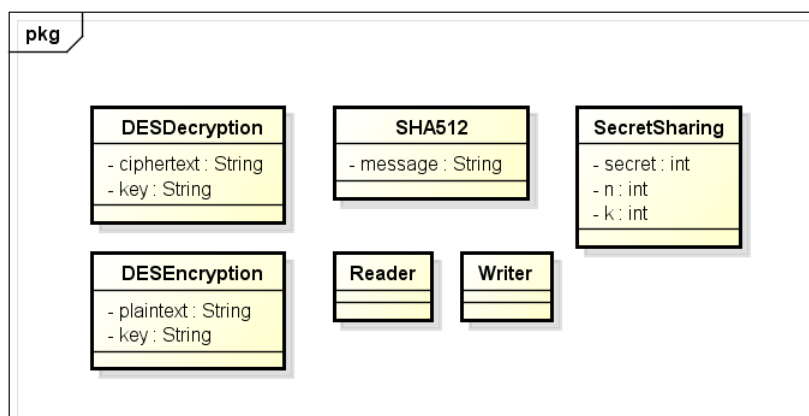 pkg
DESDecryption
- ciphertext : String
- key : String
SHA512
- message : String
SecretSharing
- secret : int
- n : int
- k : int
DESEncryption
- plaintext : String
- key : String
Reader
Writer